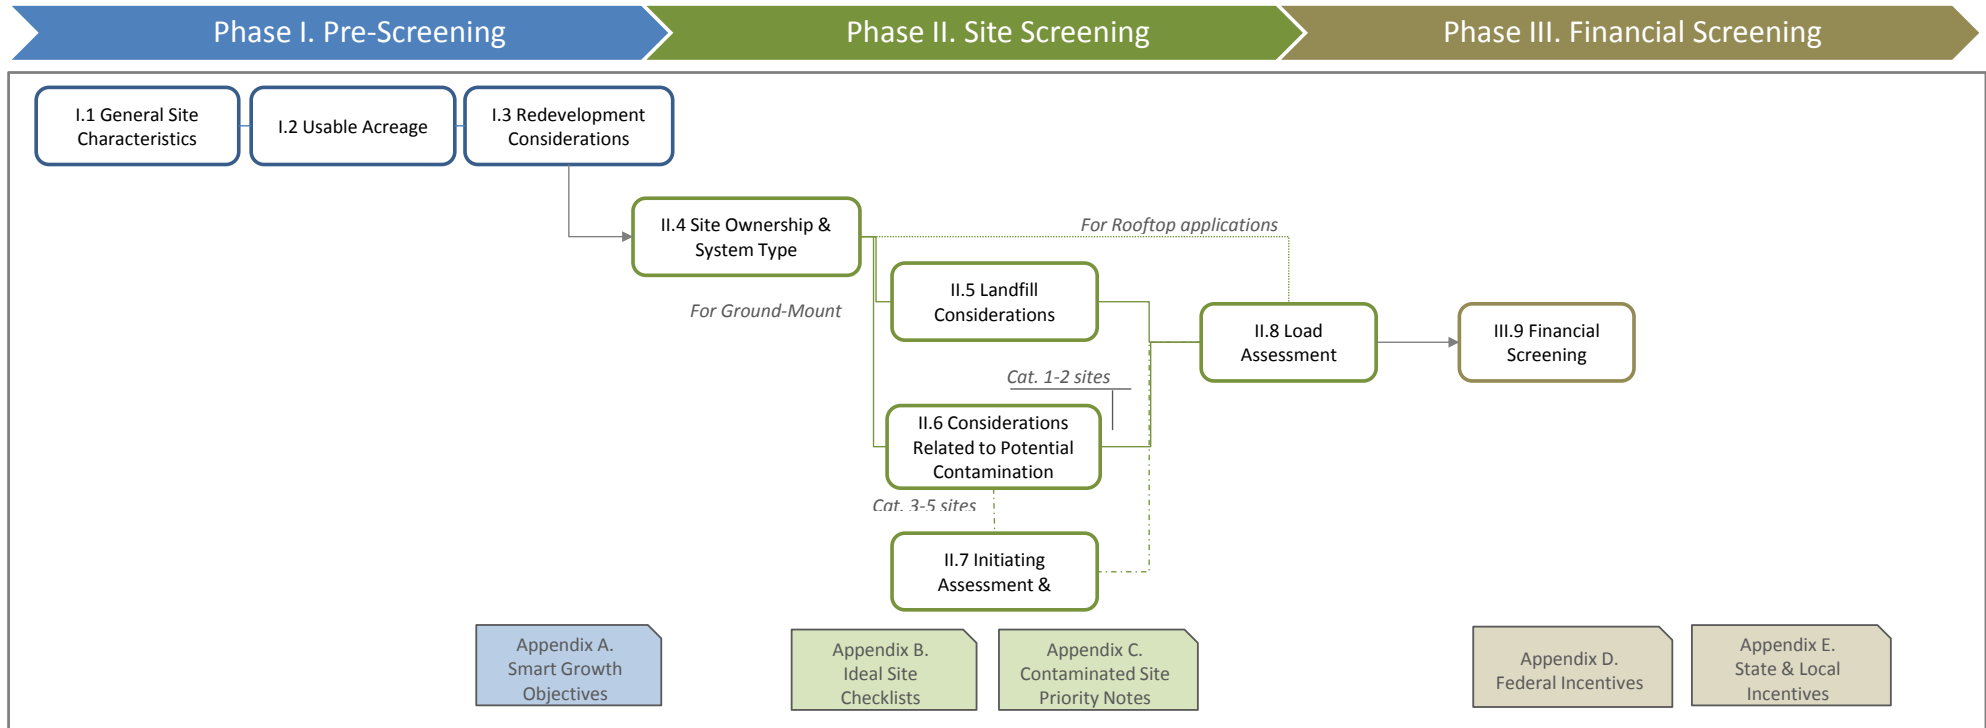 Phase I. Pre-Screening
Phase II. Site Screening
Phase III. Financial Screening
I.1 General Site
Characteristics
I.2 Usable Acreage
I.3 Redevelopment
Considerations
II.4 Site Ownership &
System Type
For Rooftop applications
For Ground-Mount
II.5 Landfill
Considerations
II.8 Load
Assessment
III.9 Financial
Screening
Cat. 1-2 sites
II.6 Considerations
Related to Potential
Contamination
Cat. 3-5 sites
II.7 Initiating
Assessment &
Appendix A.
Smart Growth
Objectives
Appendix B.
Ideal Site
Checklists
Appendix C.
Contaminated Site
Priority Notes
Appendix D.
Federal Incentives
Appendix E.
State & Local
Incentives